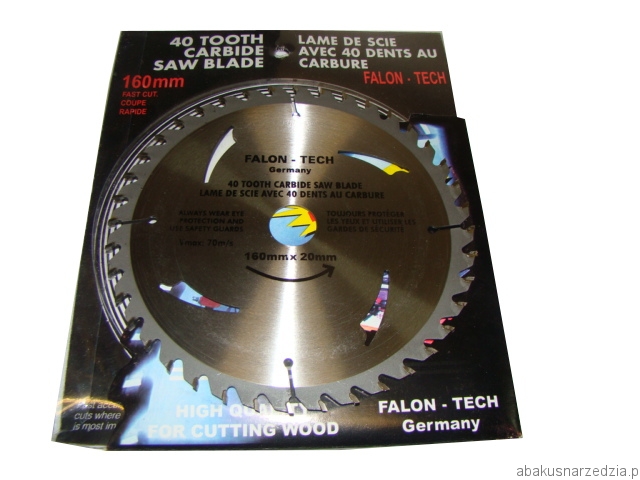 40 TOOTH
CARBIDE
SAW BLADE
LAME DE SCIE
AVEC 40 DENTS AU
CARBURE
160mm
FAST CUT.
COUPE
RAPIDE
FALON - TECH
FALON - TECH
Germany
40 TOOTH CARBIDE SAW BLADE
LAME DE SCIE AVEC 40 DENTS AU CARBURS
ALWAYS WEAR EYE
PROTECTION AND
USE SAFETY GUARDS
TOUJOURS PROTEGER
LES YEUX ET UTILISER LES
GARDES DE SÉCURITÉ
70m/s
160mm x 20mm
cuts where
is most im
HIGH
FOR CUTTING WOOD
FALON - TECH
Germany
abakusnarzedzia.p